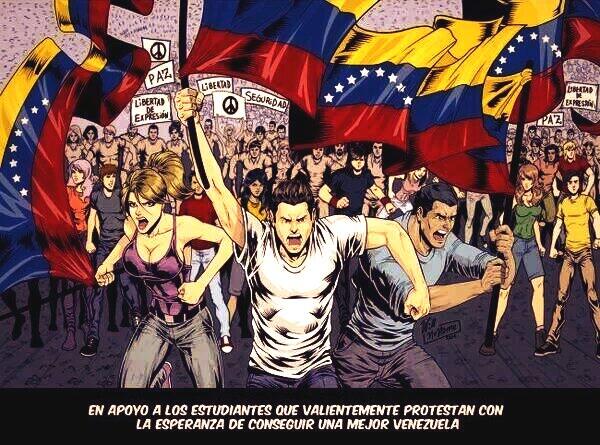 PAZ
LIBERTAD
DE
EXPRESIÓN
LIBERTAD
SEGURIDAD
LIBERTAD
DE
EXPRESIÓN
PAZ
EN APOYO A LOS ESTUDIANTES QUE VALIENTEMENTE PROTESTAN CON
LA ESPERANZA DE CONSEGUIR UNA MEJOR VENEZUELA